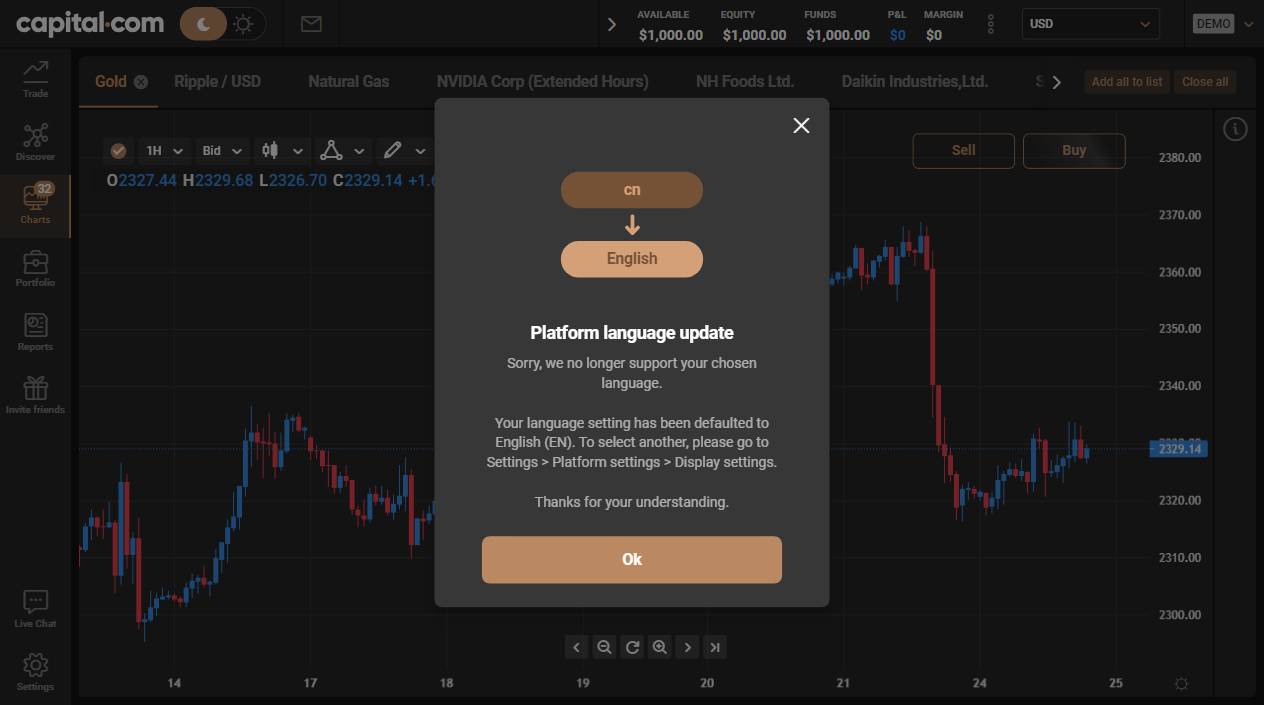 capital.com
AVAILABLE EQUITY FUNDS P&L MARGIN
$1,000.00 $1,000.00 $1,000.00 $0 $0
USD
DEMO
Trade
Discover
32
Charts
Portfolio
Reports
Invite friends
Live Chat
Settings
Gold Ripple / USD Natural Gas NVIDIA Corp (Extended Hours) NH Foods Ltd. Daikin Industries,Ltd. S
Add all to list Close all
1H Bid
O2327.44 H2329.68 L2326.70 C2329.14
Sell Buy
cn
English
Platform language update
Sorry, we no longer support your chosen
language.
Your language setting has been defaulted to
English (EN). To select another, please go to
Settings > Platform settings > Display settings.
Thanks for your understanding.
Ok
2380.00
2370.00
2360.00
2350.00
2340.00
2329.14
2320.00
2310.00
2300.00
14 17 18 19 20 21 24 25